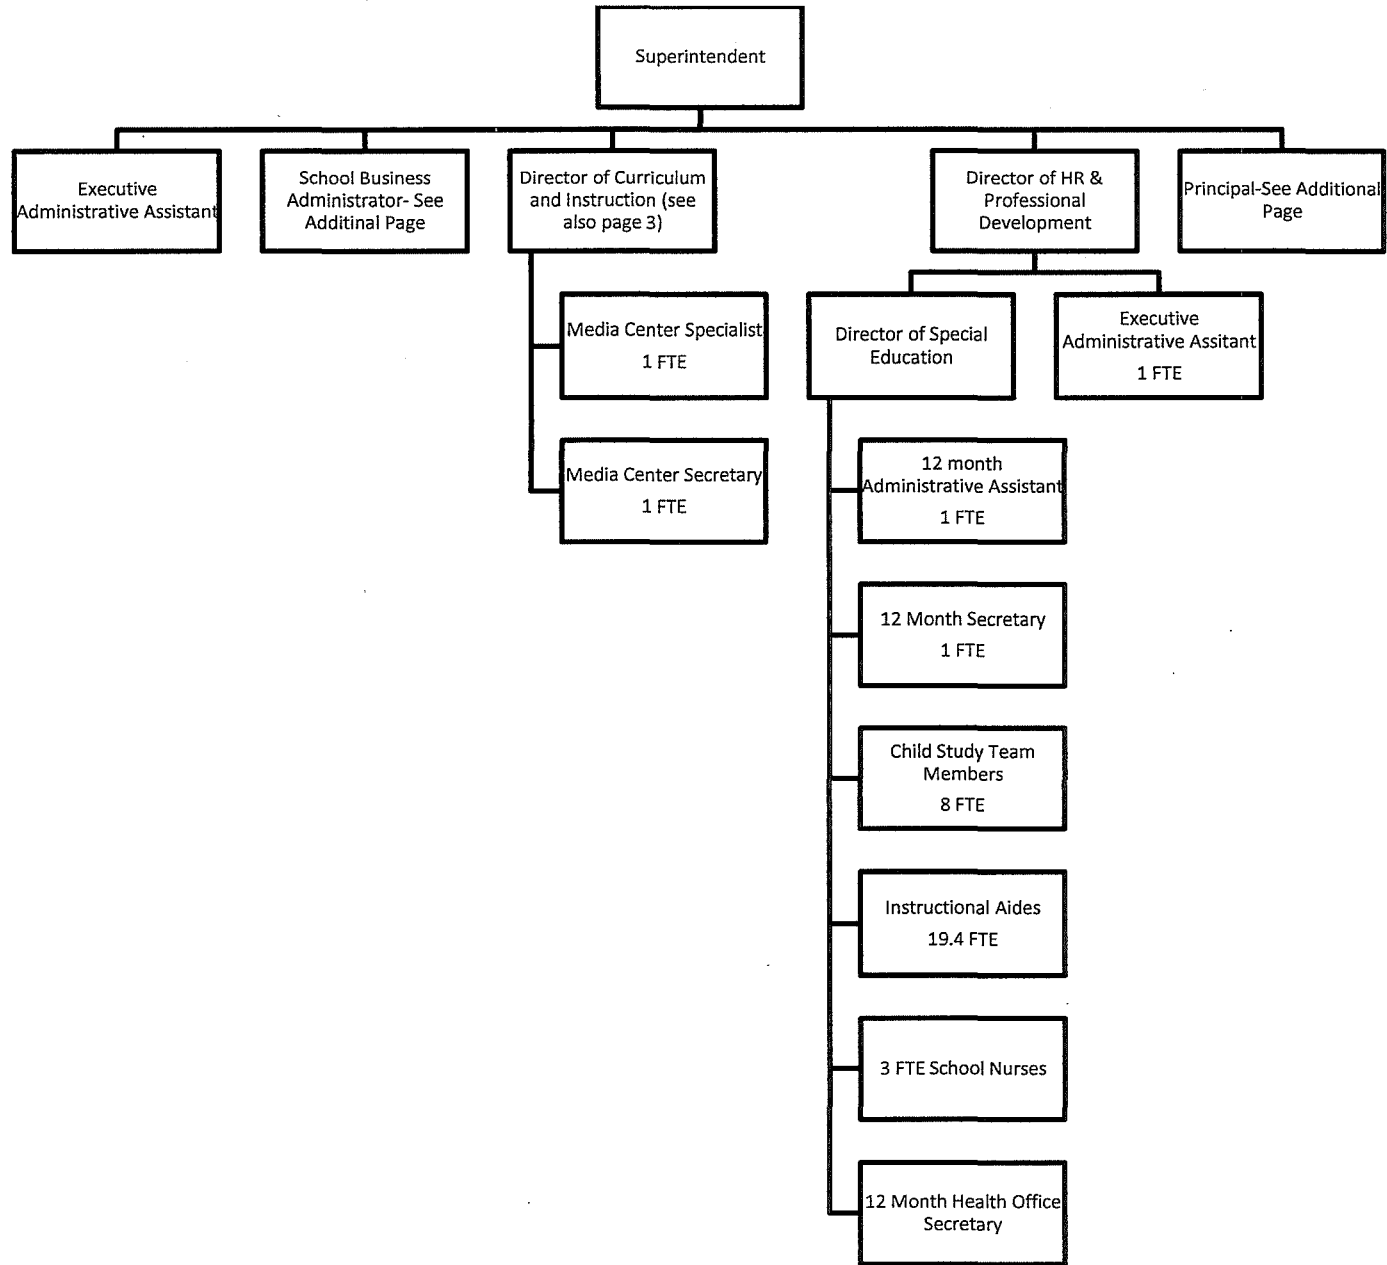 Superintendent
Executive
Administrative Assistant
School Business
Administrator- See
Additinal Page
Director of Curriculum
and Instruction (see
also page 3)
Director of HR &
Professional
Development
Principal-See Additional
Page
Media Center Specialist
1 FTE
Media Center Secretary
1 FTE
Director of Special
Education
Executive
Administrative Assitant
1 FTE
12 month
Administrative Assistant
1 FTE
12 Month Secretary
1 FTE
Child Study Team
Members
8 FTE
Instructional Aides
19.4 FTE
3 FTE School Nurses
12 Month Health Office
Secretary